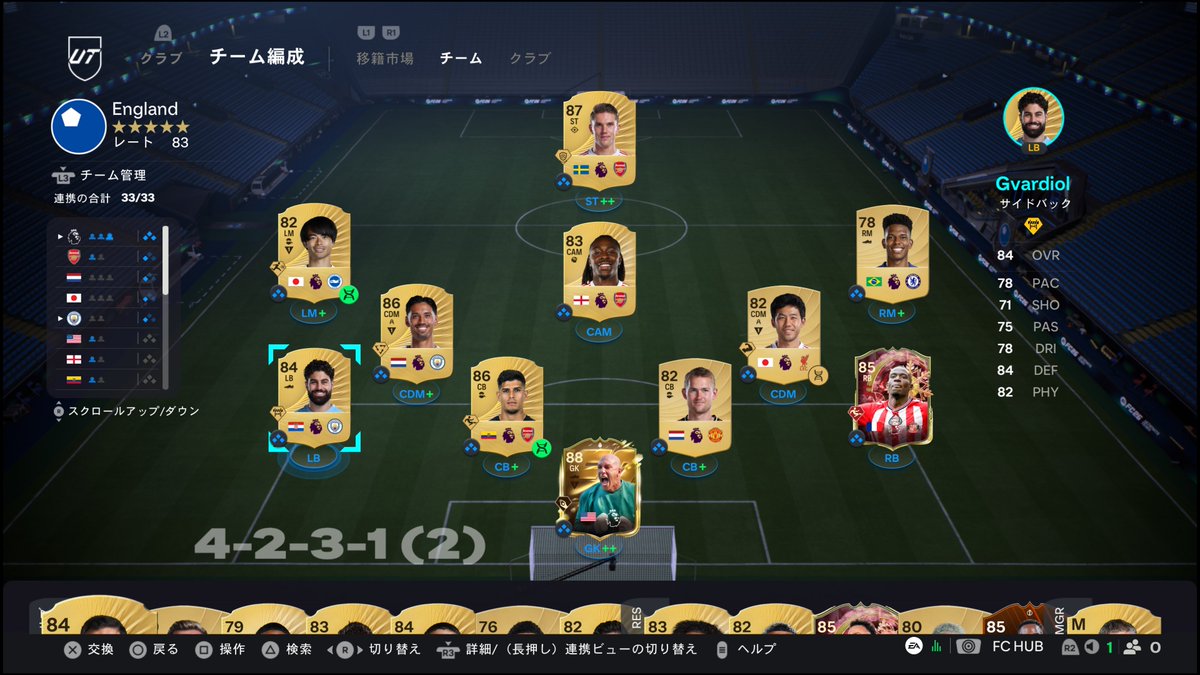 L2
L1 R1
UT
クラブ チーム編成 移籍市場 チーム クラブ
England
レート 83
L3 チーム管理
連携の合計 33/33
スクロールアップ/ダウン
87
ST
ST++
82
LM
LM+
83
CAM
CAM
78
RM
RM+
86
CDM
CDM+
82
CDM
CDM
84
LB
LB
86
CB
CB+
82
CB
CB+
85
RB
RB
88
GK
GK++
LB
Gvardiol
サイドバック
84 OVR
78 PAC
71 SHO
75 PAS
78 DRI
84 DEF
82 PHY
4-2-3-1(2)
84 79 83 84 76 82 RES 83 82 85 80 85 MGR M
交換 戻る 操作 検索 R 切り替え R3 詳細/（長押し）連携ビューの切り替え ヘルプ
EA FC HUB R2 1 0